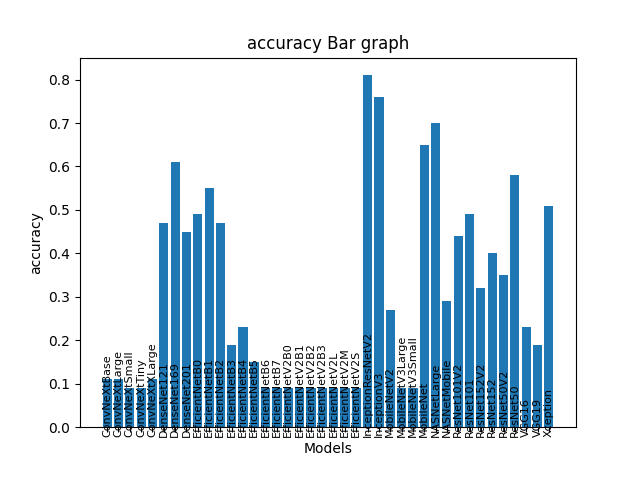 accuracy Bar graph
0.8
0.7
0.6
0.5
0.4
0.3
0.2
0.1
0.0
accuracy
ConvNeXtBase
ConvNeXtLarge
ConvNeXtSmall
ConvNeXtTiny
ConvNeXtXLarge
DenseNet121
DenseNet169
DenseNet201
EfficientNetB0
EfficientNetB1
EfficientNetB2
EfficientNetB3
EfficientNetB4
EfficientNetB5
EfficientNetB6
EfficientNetB7
EfficientNetV2B0
EfficientNetV2B1
EfficientNetV2B2
EfficientNetV2B3
EfficientNetV2L
EfficientNetV2M
EfficientNetV2S
InceptionResNetV2
InceptionV3
MobileNetV2
MobileNetV3Large
MobileNetV3Small
MobileNet
NASNetLarge
NASNetMobile
ResNet101V2
ResNet101
ResNet152V2
ResNet152
ResNet50V2
ResNet50
VGG16
VGG19
Xception
Models